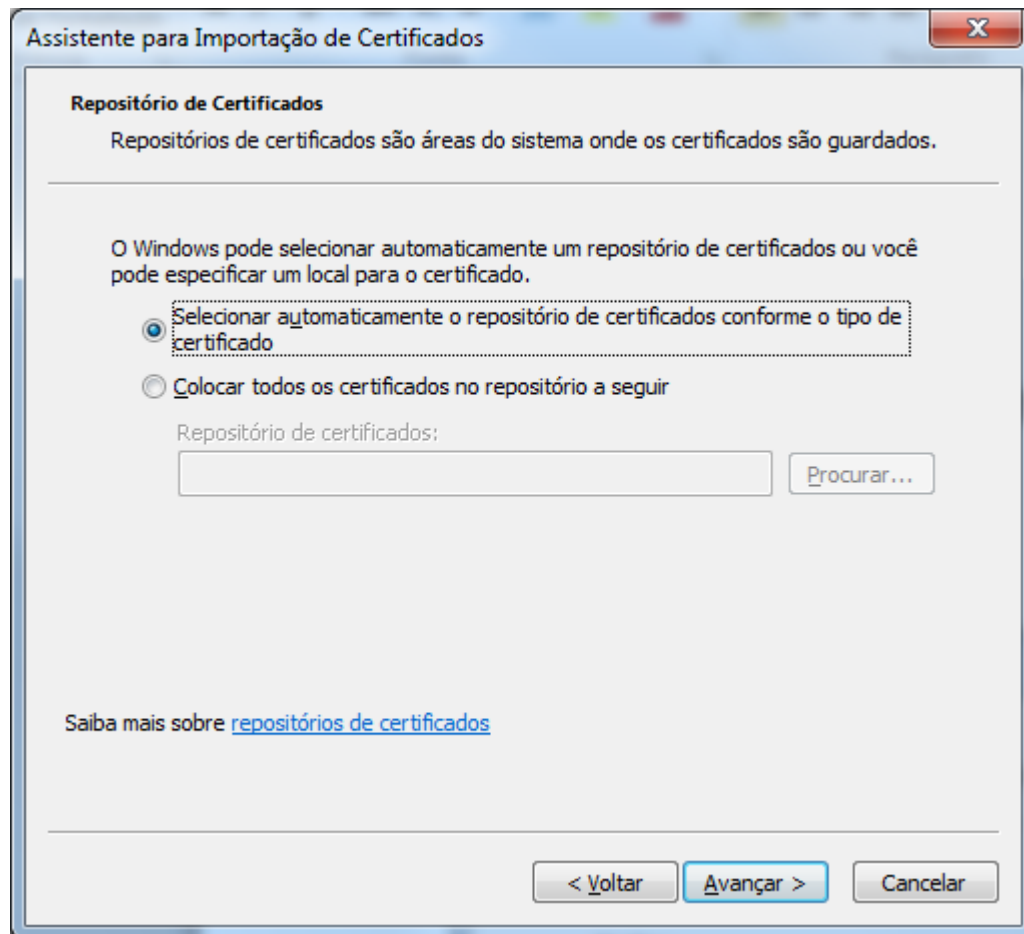 Assistente para Importação de Certificados
Repositório de Certificados
Repositórios de certificados são áreas do sistema onde os certificados são guardados.
O Windows pode selecionar automaticamente um repositório de certificados ou você
pode especificar um local para o certificado.
Selecionar automaticamente o repositório de certificados conforme o tipo de
certificado
Colocar todos os certificados no repositório a seguir
Repositório de certificados:
Procurar...
Saiba mais sobre repositórios de certificados
< Voltar
Avançar >
Cancelar